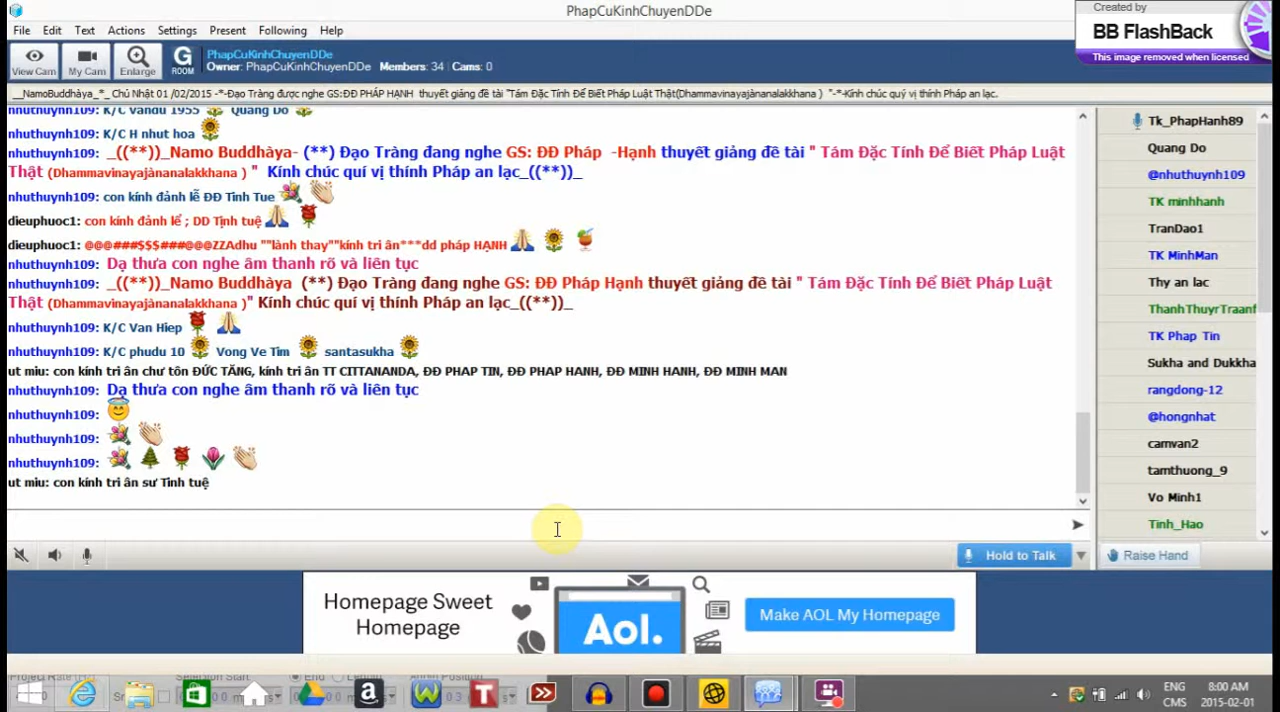 PhapCuKinhChuyenDDe
Created by
BB FlashBack
This image removed when licensed
File Edit Text Actions Settings Present Following Help
View Cam My Cam Enlarge G ROOM
PhapCuKinhChuyenDDe
Owner: PhapCuKinhChuyenDDe Members: 34 Cams: 0
__NamoBuddhàya_*_ Chủ Nhật 01 /02/2015 -*-Đạo Tràng được nghe GS:ĐĐ PHÁP HẠNH thuyết giảng đề tài "Tám Đặc Tính Để Biết Pháp Luật Thật(Dhammavinayajànanalakkhana ) "-*-Kính chúc quý vị thính Pháp an lạc.
nhuthuynh109: K/C vandu 1955 Quang Do
nhuthuynh109: K/C H nhut hoa
nhuthuynh109: _((**))_Namo Buddhàya- (**) Đạo Tràng đang nghe GS: ĐĐ Pháp -Hạnh thuyết giảng đề tài " Tám Đặc Tính Để Biết Pháp Luật
Thật (Dhammavinayajànanalakkhana ) " Kính chúc quí vị thính Pháp an lạc_((**))_
nhuthuynh109: con kính đảnh lễ ĐĐ Tinh Tue
dieuphuoc1: con kính đảnh lể ; DD Tịnh tuệ
dieuphuoc1: @@@###$$$###@@@ZZAdhu ""lành thay""kính tri ân***dd pháp HẠNH
nhuthuynh109: Dạ thưa con nghe âm thanh rõ và liên tục
nhuthuynh109: _((**))_Namo Buddhàya (**) Đạo Tràng đang nghe GS: ĐĐ Pháp Hạnh thuyết giảng đề tài " Tám Đặc Tính Để Biết Pháp Luật
Thật (Dhammavinayajànanalakkhana )" Kính chúc quí vị thính Pháp an lạc_((**))_
nhuthuynh109: K/C Van Hiep
nhuthuynh109: K/C phudu 10 Vong Ve Tim santasukha
ut miu: con kính tri ân chư tôn ĐỨC TĂNG, kính tri ân TT CITTANANDA, ĐĐ PHAP TIN, ĐĐ PHAP HANH, ĐĐ MINH HANH, ĐĐ MINH MAN
nhuthuynh109: Dạ thưa con nghe âm thanh rõ và liên tục
nhuthuynh109:
nhuthuynh109:
nhuthuynh109:
ut miu: con kính tri ân sư Tinh tuệ
Tk_PhapHanh89
Quang Do
@nhuthuynh109
TK minhhanh
TranDao1
TK MinhMan
Thy an lac
ThanhThuyrTraanf
TK Phap Tin
Sukha and Dukkha
rangdong-12
@hongnhat
camvan2
tamthuong_9
Vo Minh1
Tinh_Hao
Hold to Talk
Raise Hand
Homepage Sweet
Homepage
Aol.
Make AOL My Homepage
ENG
CMS
8:00 AM
2015-02-01